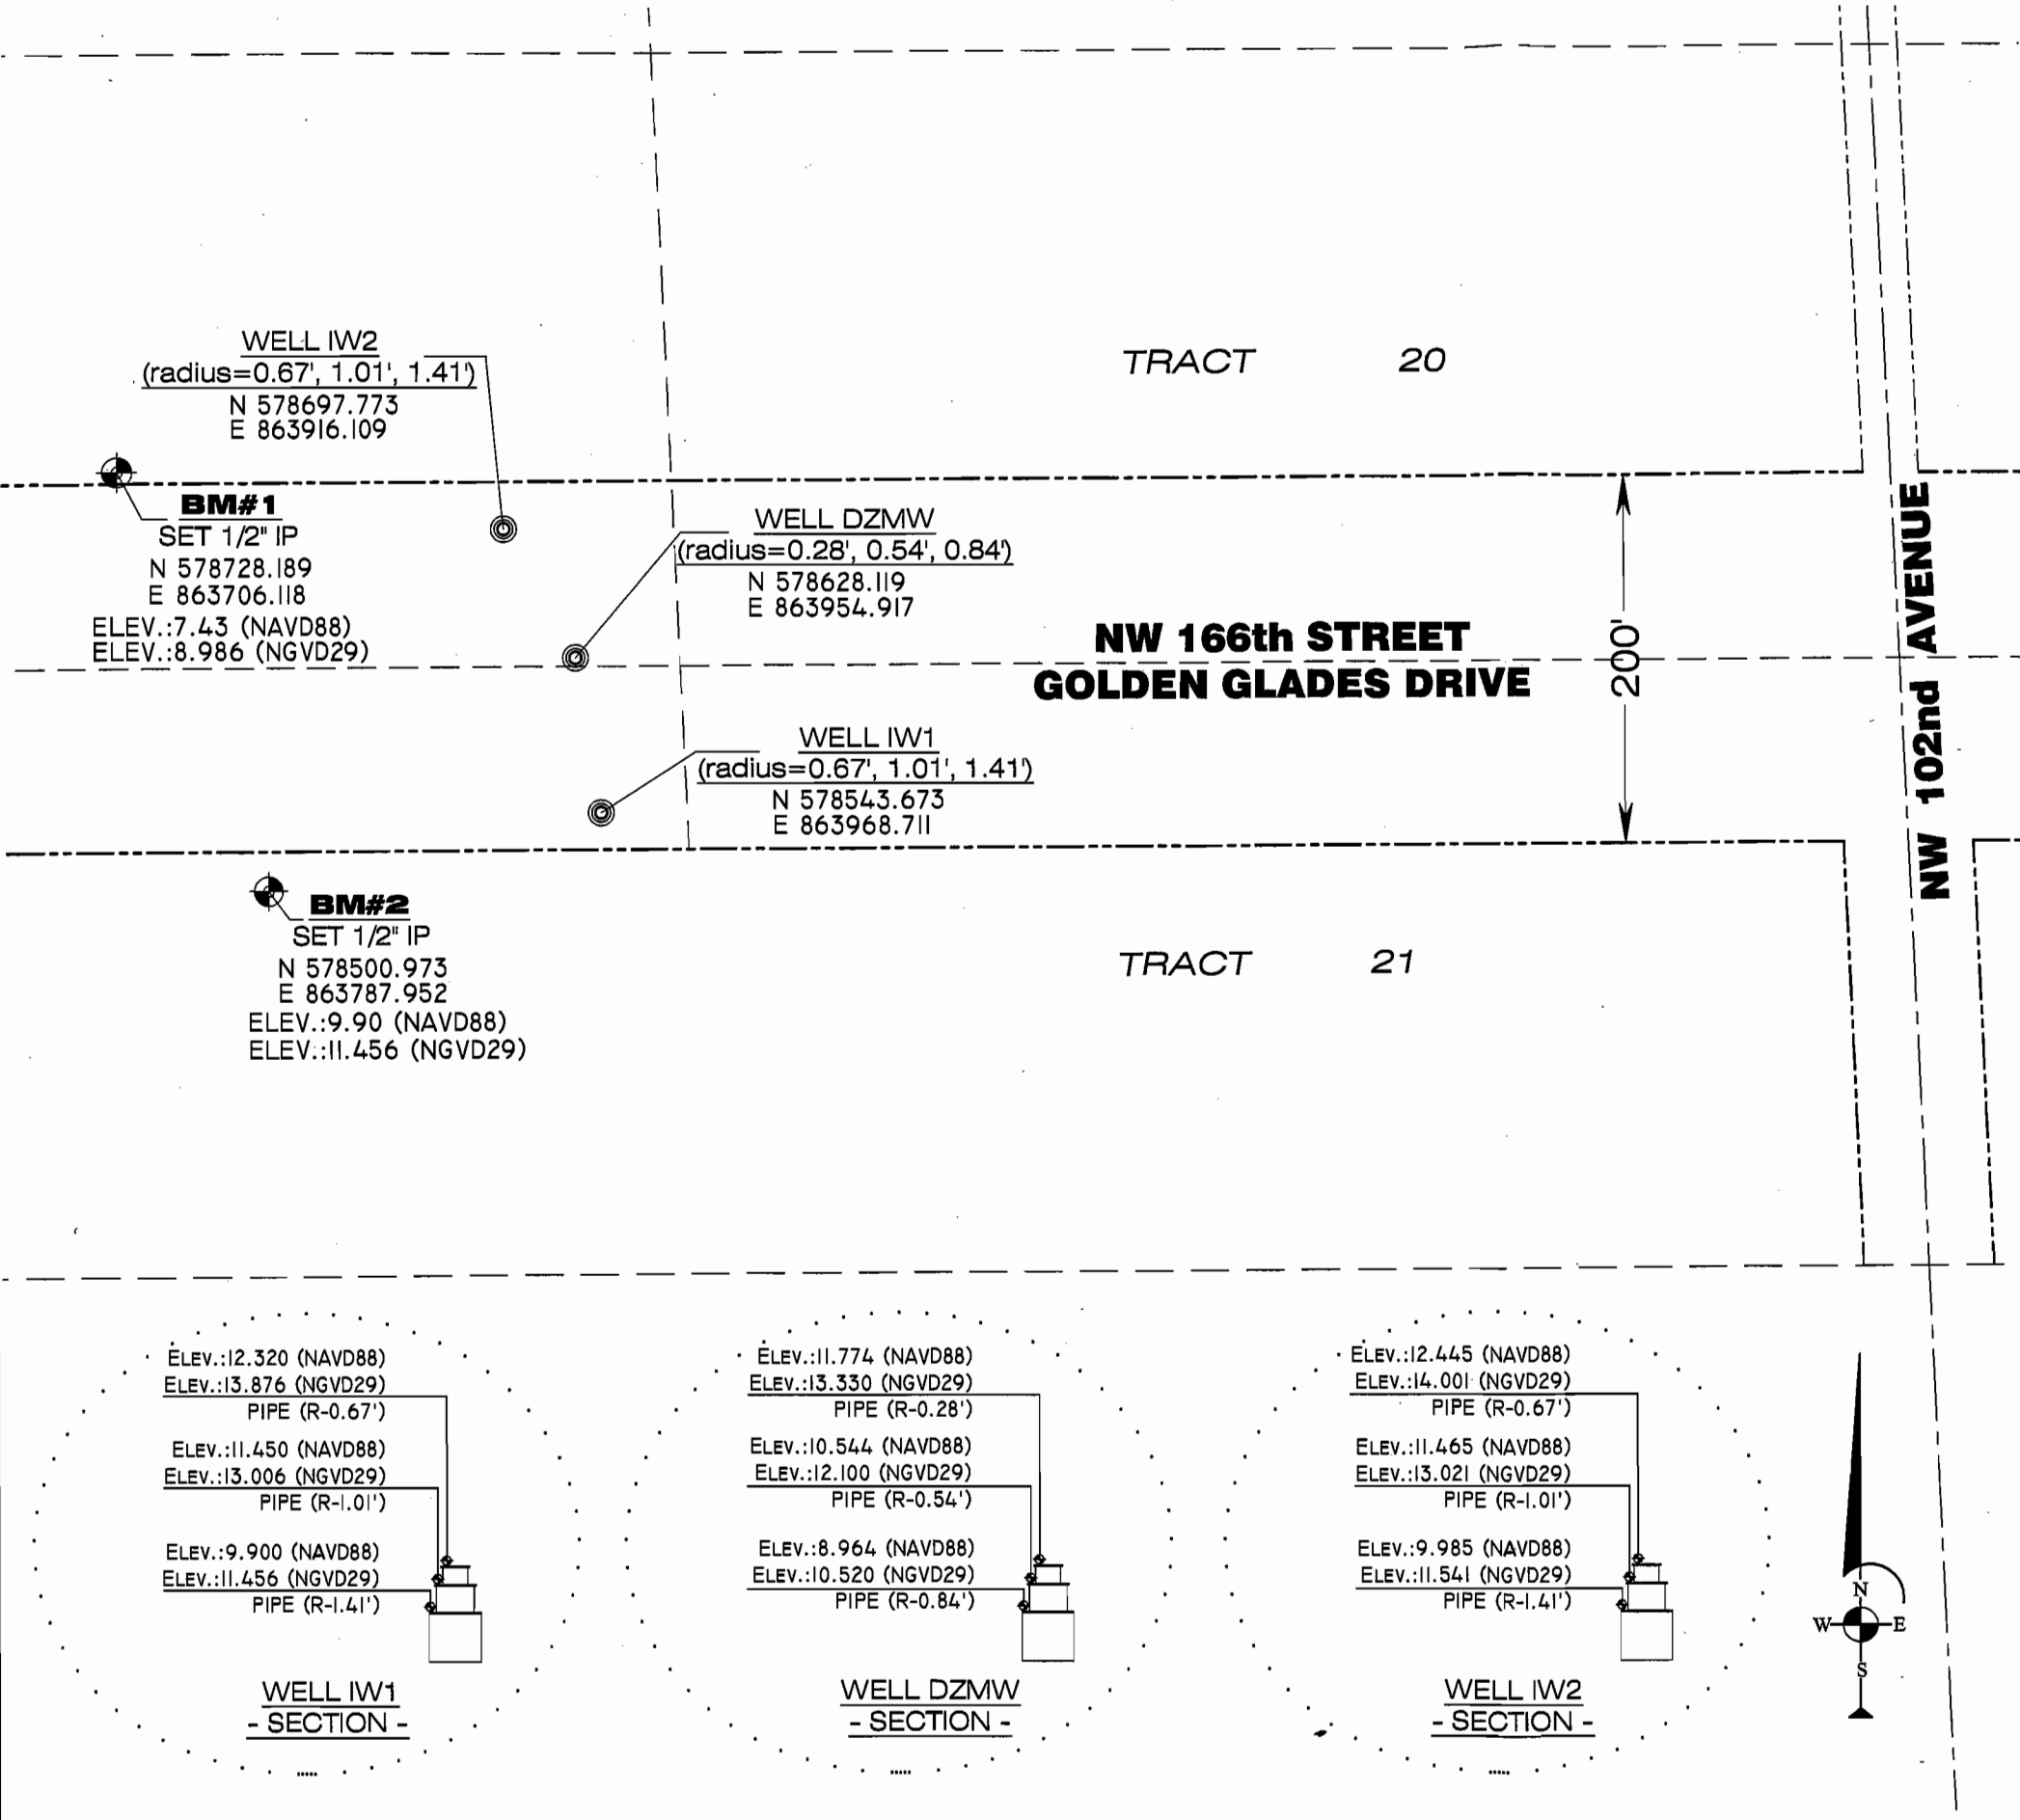 WELL IW2
(radius=0.67', 1.01', 1.41')
N 578697.773
E 863916.109
TRACT 20
BM#1
SET 1/2" IP
N 578728.189
E 863706.118
ELEV.:7.43 (NAVD88)
ELEV.:8.986 (NGVD29)
WELL DZMW
(radius=0.28', 0.54', 0.84')
N 578628.119
E 863954.917
NW 166th STREET
GOLDEN GLADES DRIVE
200'
NW 102nd AVENUE
WELL IW1
(radius=0.67', 1.01', 1.41')
N 578543.673
E 863968.711
BM#2
SET 1/2" IP
N 578500.973
E 863787.952
ELEV.:9.90 (NAVD88)
ELEV.:11.456 (NGVD29)
TRACT 21
ELEV.:12.320 (NAVD88)
ELEV.:13.876 (NGVD29)
PIPE (R-0.67')
ELEV.:11.450 (NAVD88)
ELEV.:13.006 (NGVD29)
PIPE (R-1.01')
ELEV.:9.900 (NAVD88)
ELEV.:11.456 (NGVD29)
PIPE (R-1.41')
WELL IW1
- SECTION -
ELEV.:11.774 (NAVD88)
ELEV.:13.330 (NGVD29)
PIPE (R-0.28')
ELEV.:10.544 (NAVD88)
ELEV.:12.100 (NGVD29)
PIPE (R-0.54')
ELEV.:8.964 (NAVD88)
ELEV.:10.520 (NGVD29)
PIPE (R-0.84')
WELL DZMW
- SECTION -
ELEV.:12.445 (NAVD88)
ELEV.:14.001 (NGVD29)
PIPE (R-0.67')
ELEV.:11.465 (NAVD88)
ELEV.:13.021 (NGVD29)
PIPE (R-1.01')
ELEV.:9.985 (NAVD88)
ELEV.:11.541 (NGVD29)
PIPE (R-1.41')
WELL IW2
- SECTION -
N
W E
S